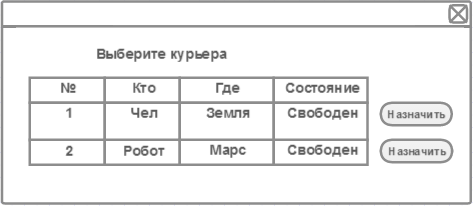 Выберите курьера
№ Кто Где Состояние
1 Чел Земля Свободен Назначить
2 Робот Марс Свободен Назначить